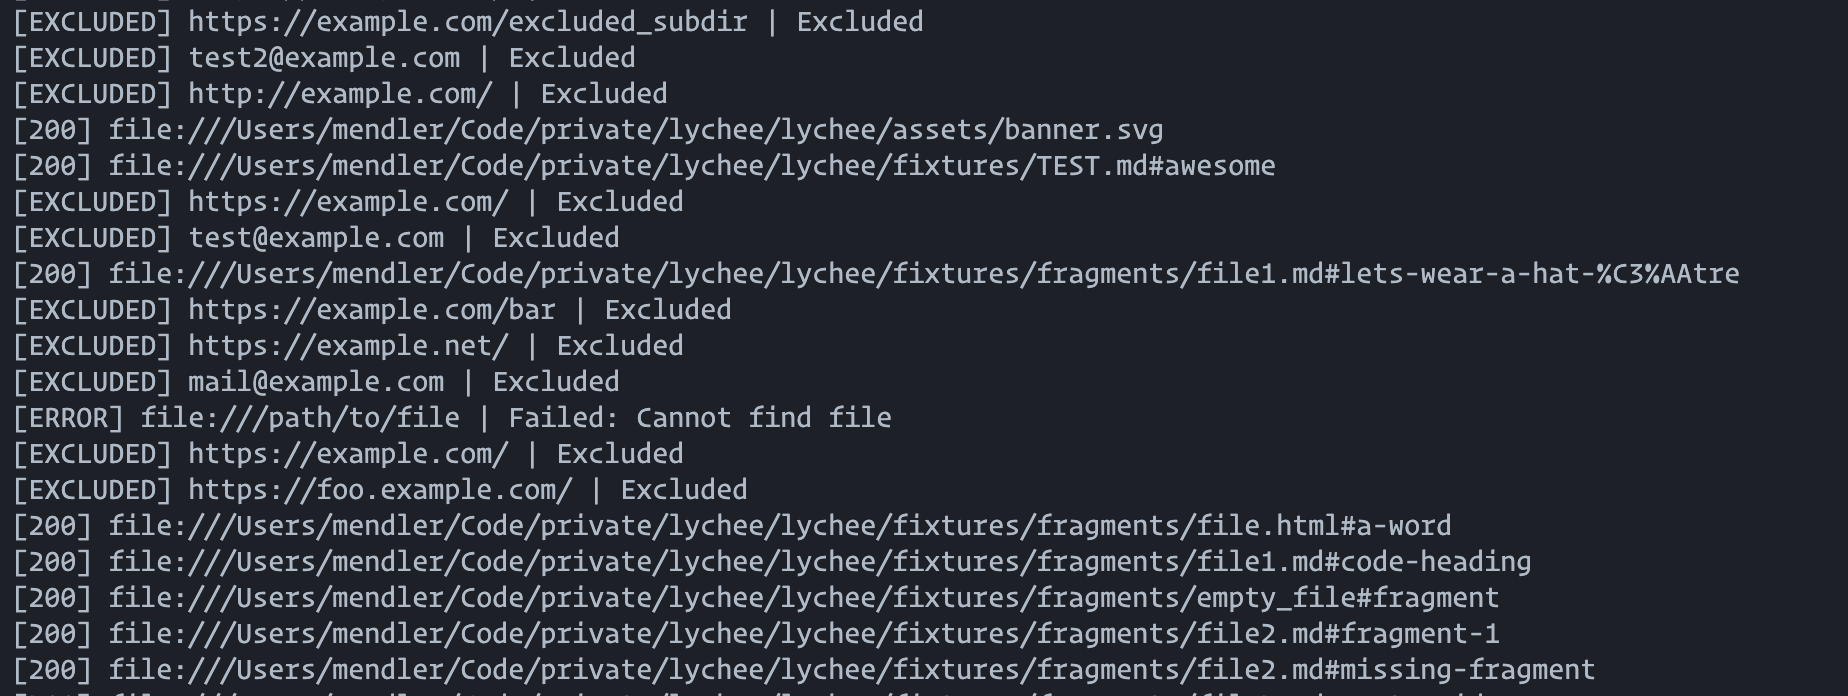 [EXCLUDED] https://example.com/excluded_subdir | Excluded
[EXCLUDED] test2@example.com | Excluded
[EXCLUDED] http://example.com/ | Excluded
[200] file:///Users/mendler/Code/private/lychee/lychee/assets/banner.svg
[200] file:///Users/mendler/Code/private/lychee/lychee/fixtures/TEST.md#awesome
[EXCLUDED] https://example.com/ | Excluded
[EXCLUDED] test@example.com | Excluded
[200] file:///Users/mendler/Code/private/lychee/lychee/fixtures/fragments/file1.md#lets-wear-a-hat-%C3%AAtre
[EXCLUDED] https://example.com/bar | Excluded
[EXCLUDED] https://example.net/ | Excluded
[EXCLUDED] mail@example.com | Excluded
[ERROR] file:///path/to/file | Failed: Cannot find file
[EXCLUDED] https://example.com/ | Excluded
[EXCLUDED] https://foo.example.com/ | Excluded
[200] file:///Users/mendler/Code/private/lychee/lychee/fixtures/fragments/file.html#a-word
[200] file:///Users/mendler/Code/private/lychee/lychee/fixtures/fragments/file1.md#code-heading
[200] file:///Users/mendler/Code/private/lychee/lychee/fixtures/fragments/empty_file#fragment
[200] file:///Users/mendler/Code/private/lychee/lychee/fixtures/fragments/file2.md#fragment-1
[200] file:///Users/mendler/Code/private/lychee/lychee/fixtures/fragments/file2.md#missing-fragment